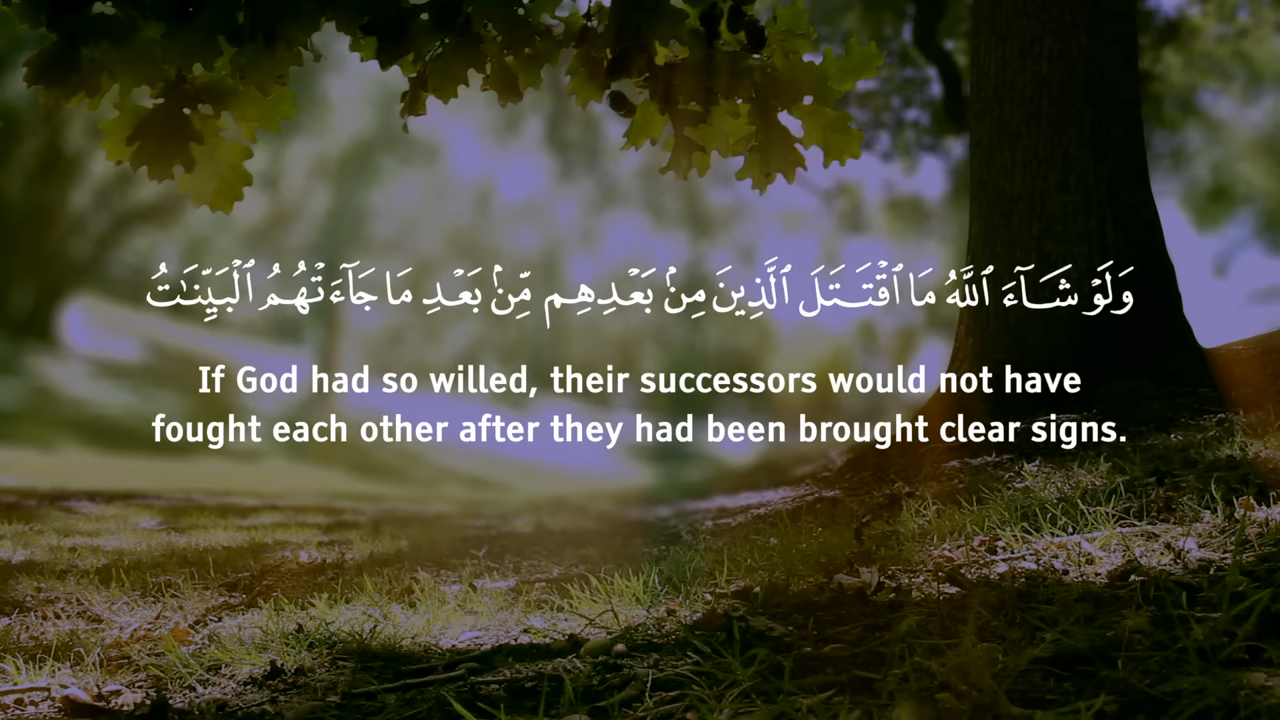 وَلَوْ شَآءَ ٱللَّهُ مَا ٱقْتَتَلَ ٱلَّذِينَ مِنۢ بَعْدِهِم مِّنۢ بَعْدِ مَا جَآءَتْهُمُ ٱلْبَيِّنَـٰتُ
If God had so willed, their successors would not have
fought each other after they had been brought clear signs.